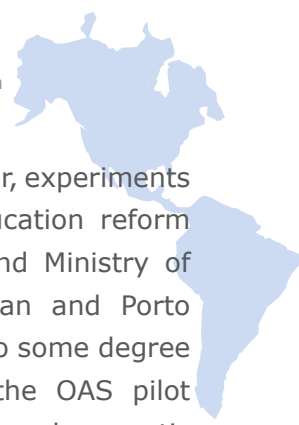 r, experiments
ucation reform
nd Ministry of
an and Porto
o some degree
the OAS pilot